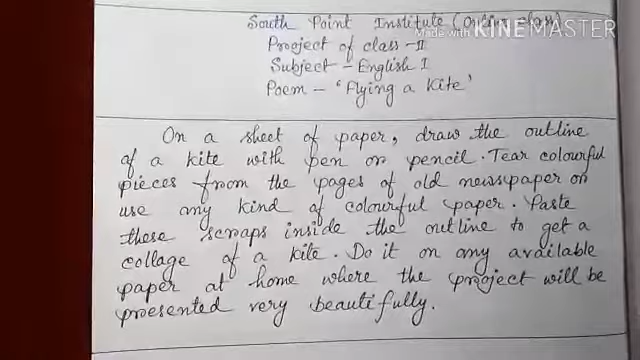 South Point Institute (Online class)
Made with KINEMASTER
Project of class - II
Subject - English I
Poem - 'Flying a Kite'
On a sheet of paper, draw the outline
of a kite with pen or pencil. Tear colourful
pieces from the pages of old newspaper or
use any kind of colourful paper. Paste
these scraps inside the outline to get a
collage of a kite. Do it on any available
paper at home where the project will be
presented very beautifully.